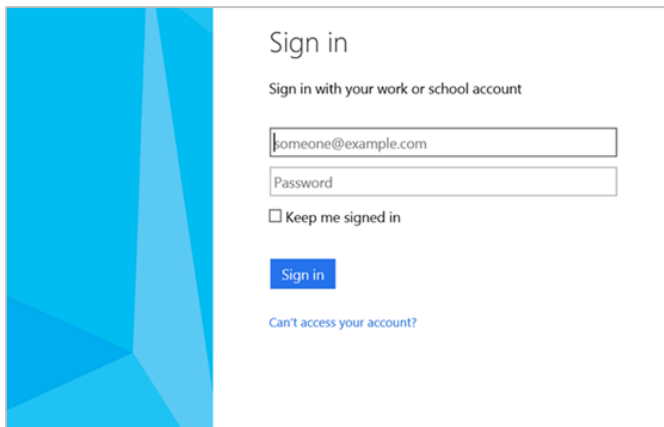 Sign in
Sign in with your work or school account
someone@example.com
Password
Keep me signed in
Sign in
Can't access your account?